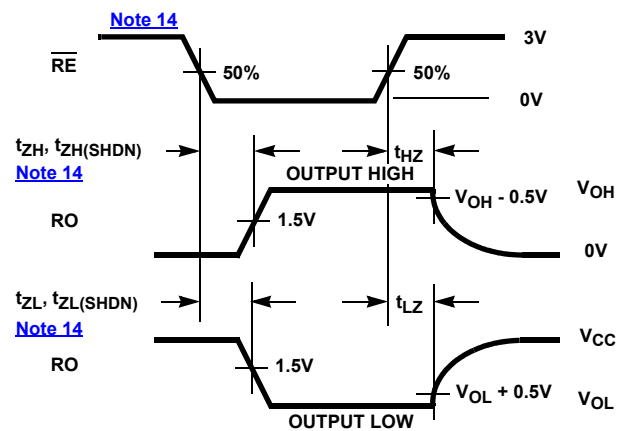 Note 14
3V
RE
50%
50%
0V
tZH, tZH(SHDN)
Note 14
tHZ
OUTPUT HIGH
VOH - 0.5V
VOH
RO
1.5V
0V
tZL, tZL(SHDN)
Note 14
tLZ
VCC
RO
1.5V
VOL + 0.5V
VOL
OUTPUT LOW